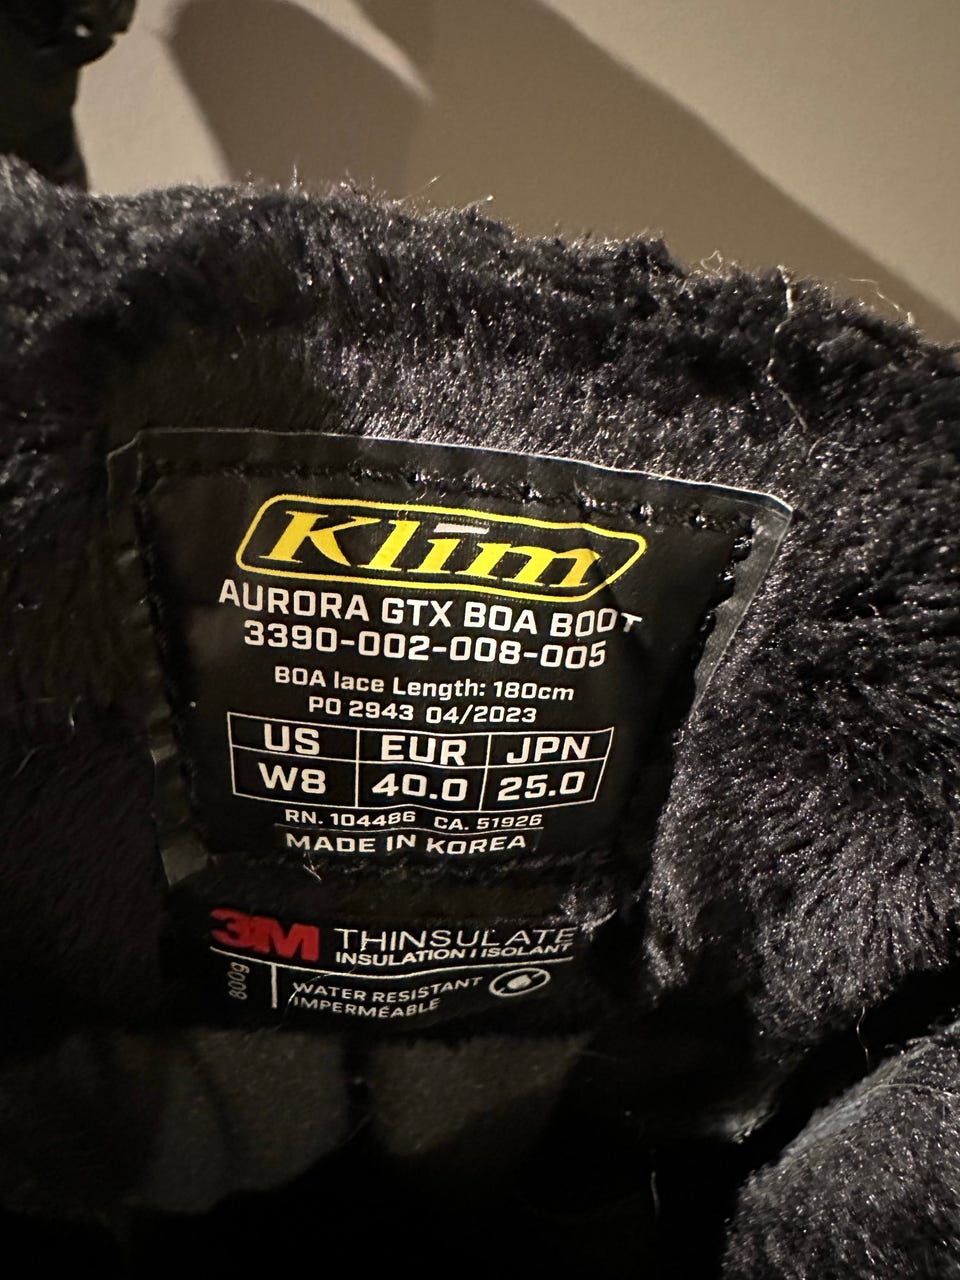 Klim
AURORA GTX BOA BOOT
3390-002-008-005
BOA lace Length: 180cm
PO 2943 04/2023
US EUR JPN
W8 40.0 25.0
RN. 104486 CA. 51926
MADE IN KOREA
3M THINSULATE
INSULATION | ISOLANT
800g
WATER RESISTANT
IMPERMÉABLE